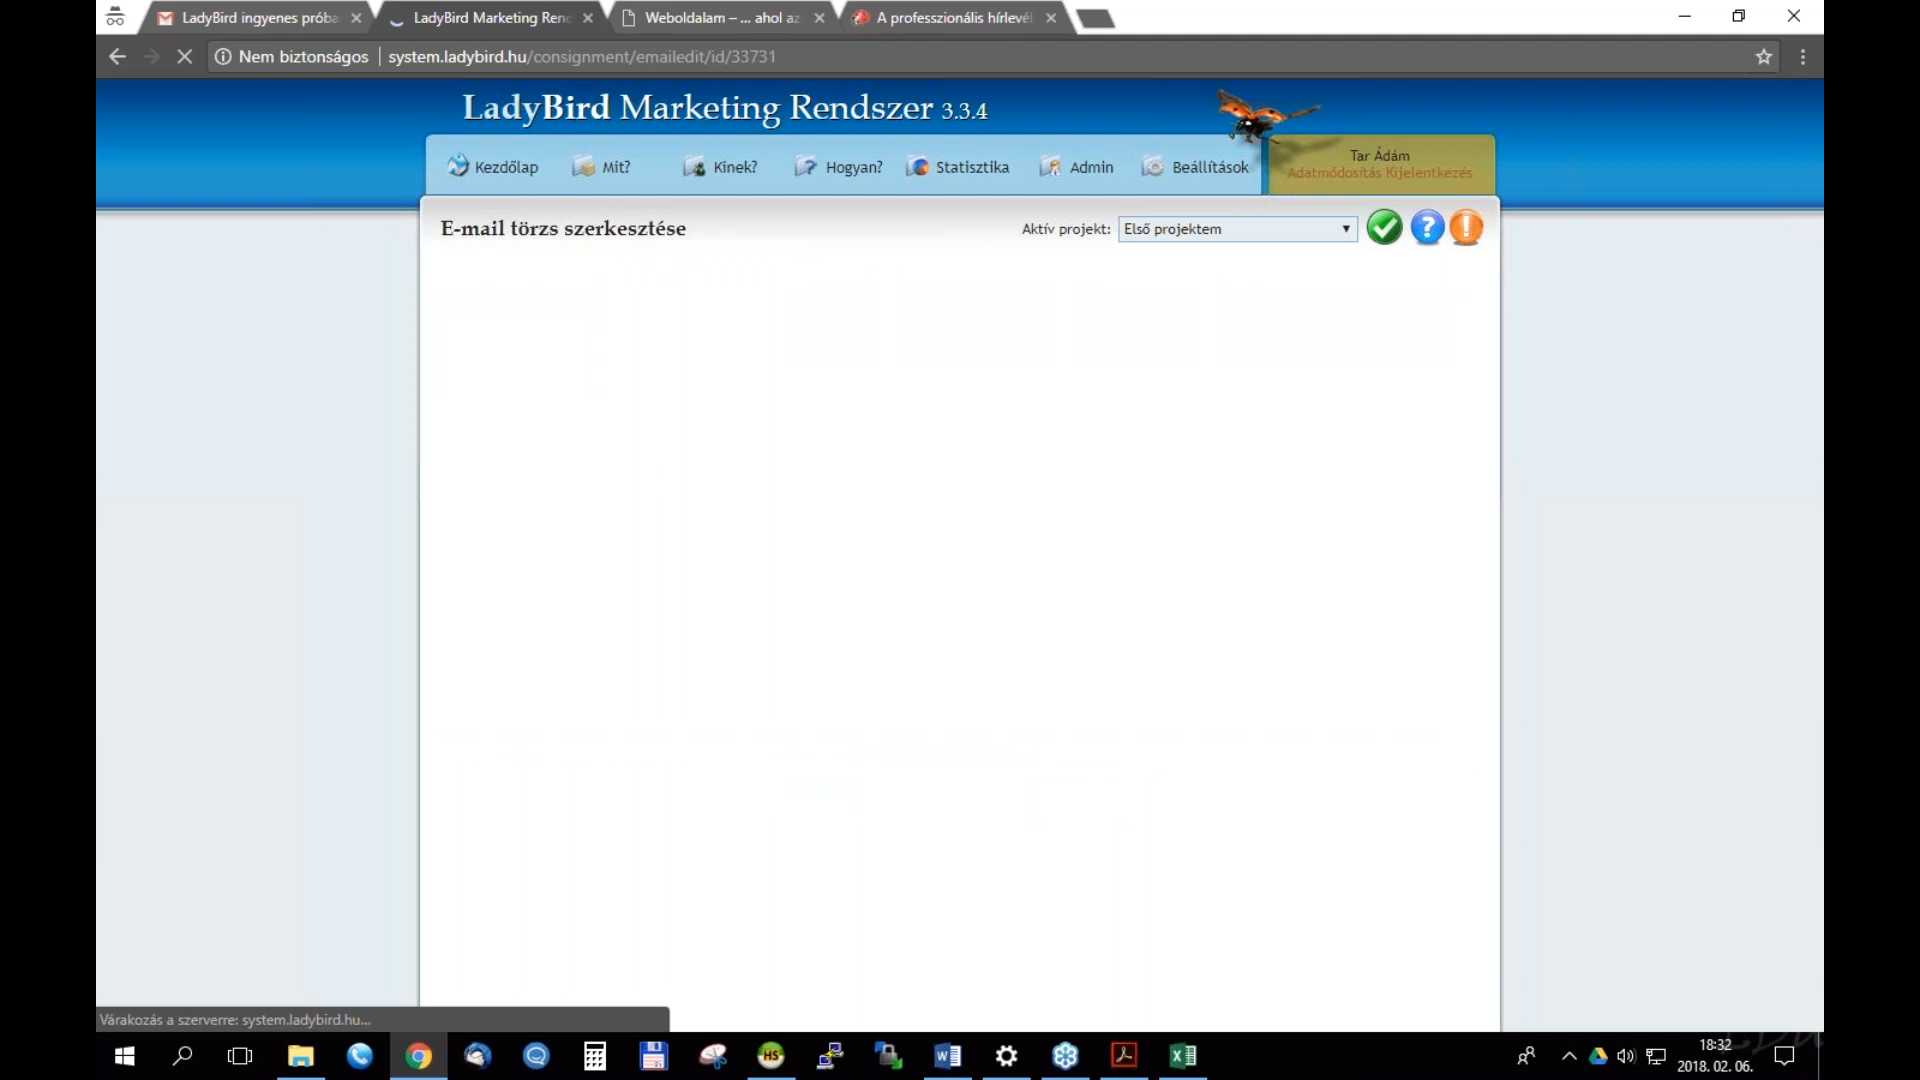 LadyBird ingyenes próba
LadyBird Marketing Rend
Weboldalam – ... ahol az
A professzionális hírlevél
Nem biztonságos
system.ladybird.hu/consignment/emailedit/id/33731
LadyBird Marketing Rendszer 3.3.4
Kezdőlap
Mit?
Kinek?
Hogyan?
Statisztika
Admin
Beállítások
Tar Ádám
Adatmódosítás Kijelentkezés
E-mail törzs szerkesztése
Aktív projekt:
Első projektem
Várakozás a szerverre: system.ladybird.hu...
HS
18:32
2018. 02. 06.